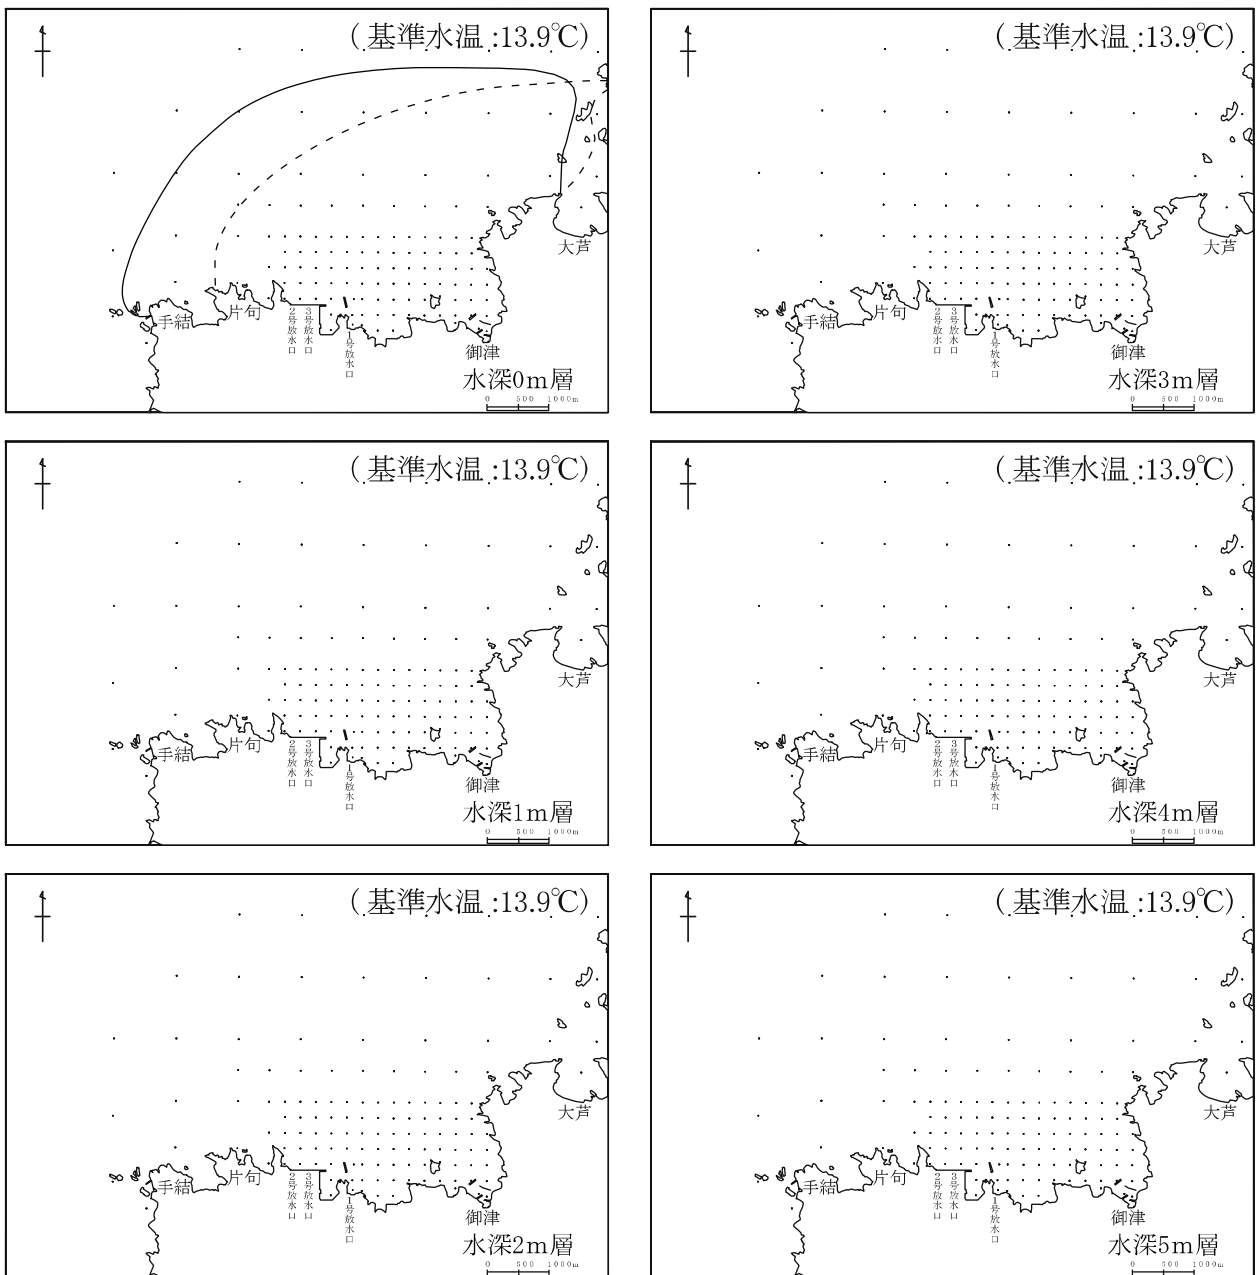 (基準水温:13.9℃)
大芦
手結
片句
2号放水口
3号放水口
1号放水口
御津
水深0m層
0 500 1000m
(基準水温:13.9℃)
大芦
手結
片句
2号放水口
3号放水口
1号放水口
御津
水深3m層
0 500 1000m
(基準水温:13.9℃)
大芦
手結
片句
2号放水口
3号放水口
1号放水口
御津
水深1m層
0 500 1000m
(基準水温:13.9℃)
大芦
手結
片句
2号放水口
3号放水口
1号放水口
御津
水深4m層
0 500 1000m
(基準水温:13.9℃)
大芦
手結
片句
2号放水口
3号放水口
1号放水口
御津
水深2m層
0 500 1000m
(基準水温:13.9℃)
大芦
手結
片句
2号放水口
3号放水口
1号放水口
御津
水深5m層
0 500 1000m